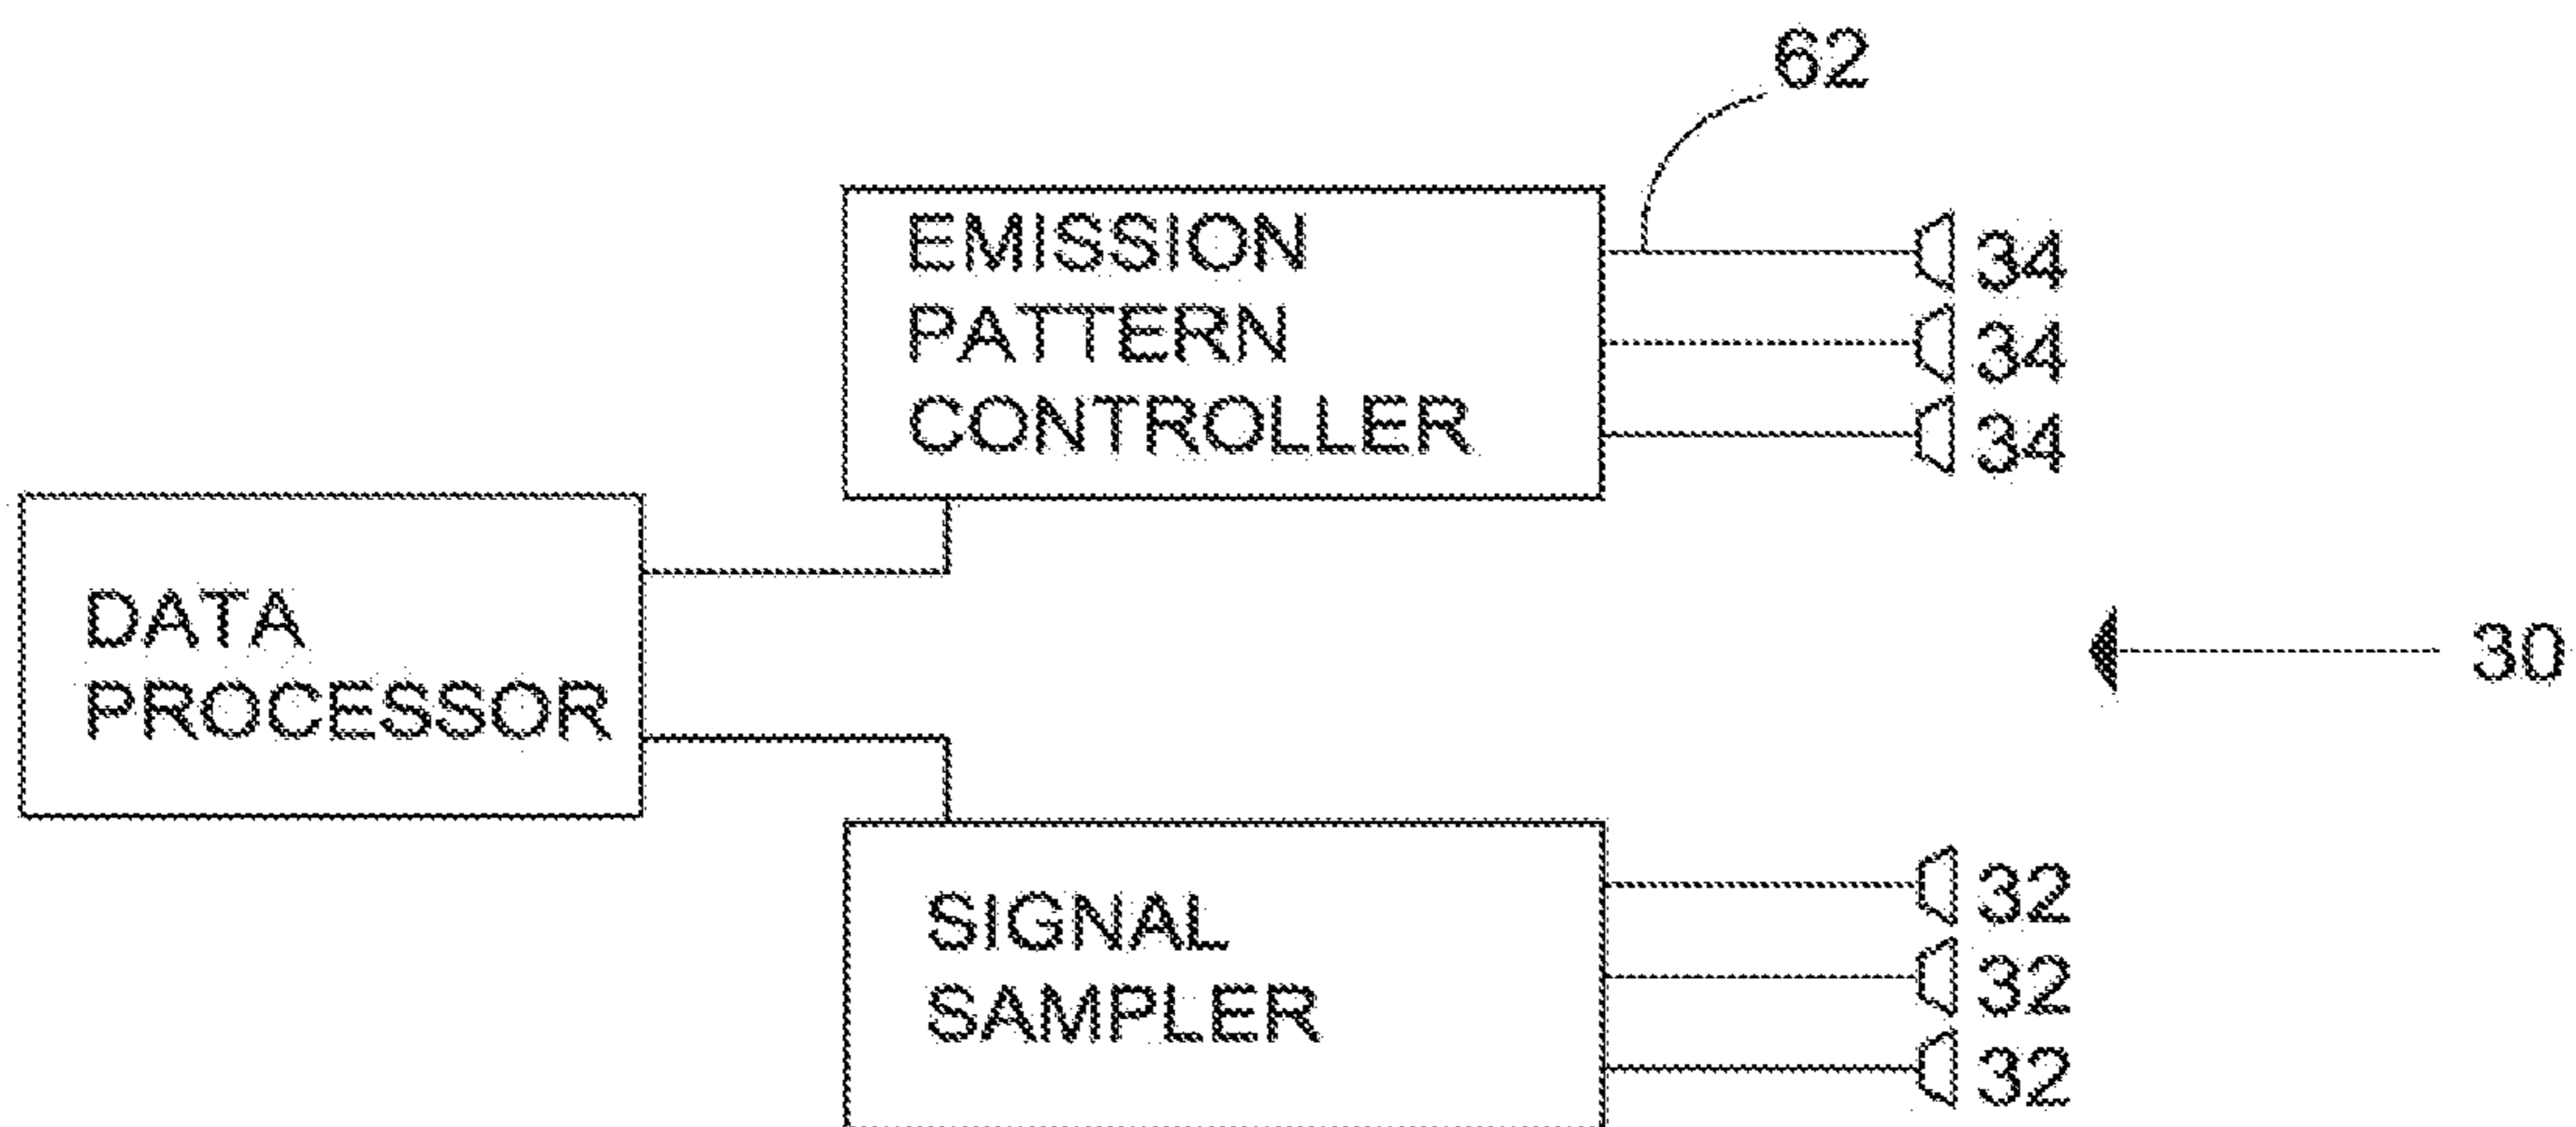 62
EMISSION
PATTERN
CONTROLLER
34
34
34
DATA
PROCESSOR
30
SIGNAL
SAMPLER
32
32
32